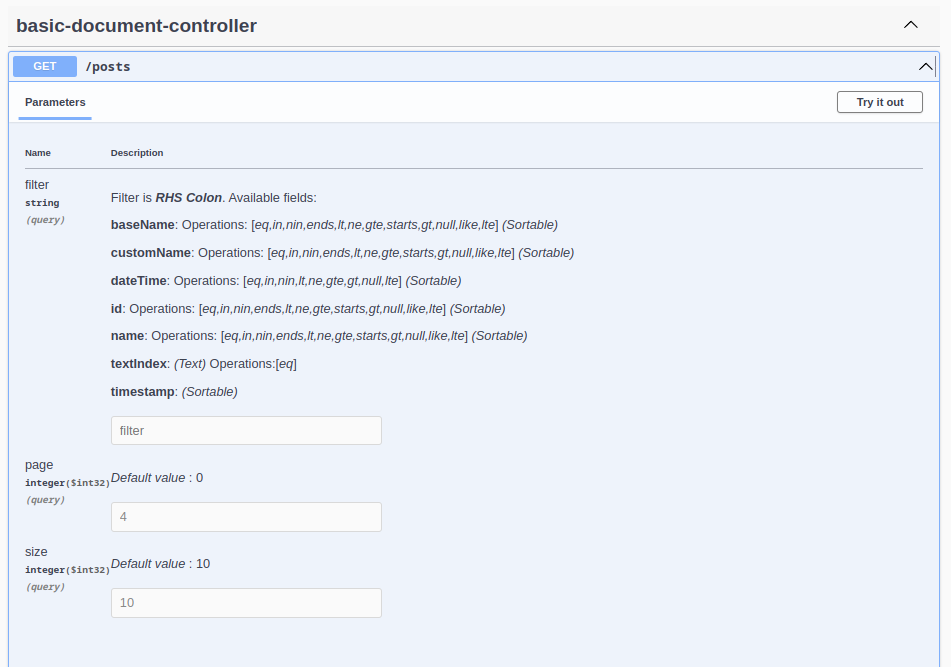 basic-document-controller
GET /posts
Parameters Try it out
Name Description
filter
string
(query)
Filter is RHS Colon. Available fields:
baseName: Operations: [eq,in,nin,ends,lt,ne,gte,starts,gt,null,like,lte] (Sortable)
customName: Operations: [eq,in,nin,ends,lt,ne,gte,starts,gt,null,like,lte] (Sortable)
dateTime: Operations: [eq,in,nin,lt,ne,gte,gt,null,lte] (Sortable)
id: Operations: [eq,in,nin,ends,lt,ne,gte,starts,gt,null,like,lte] (Sortable)
name: Operations: [eq,in,nin,ends,lt,ne,gte,starts,gt,null,like,lte] (Sortable)
textIndex: (Text) Operations:[eq]
timestamp: (Sortable)
filter
page
integer($int32)
(query)
Default value : 0
4
size
integer($int32)
(query)
Default value : 10
10